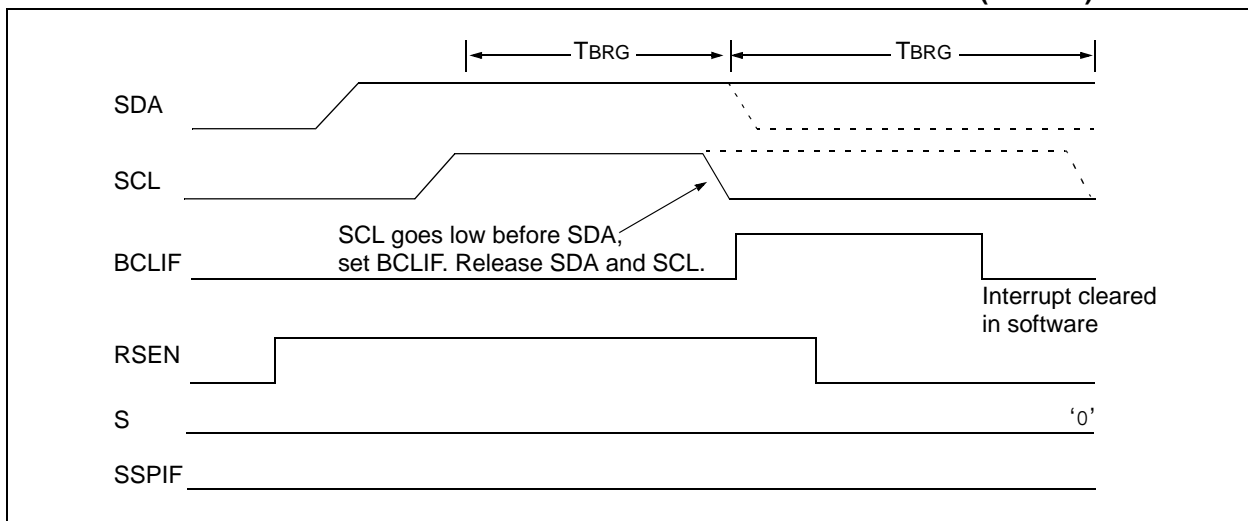 TBRG TBRG
SDA
SCL
SCL goes low before SDA,
set BCLIF. Release SDA and SCL.
BCLIF
Interrupt cleared
in software
RSEN
S
‘0’
SSPIF